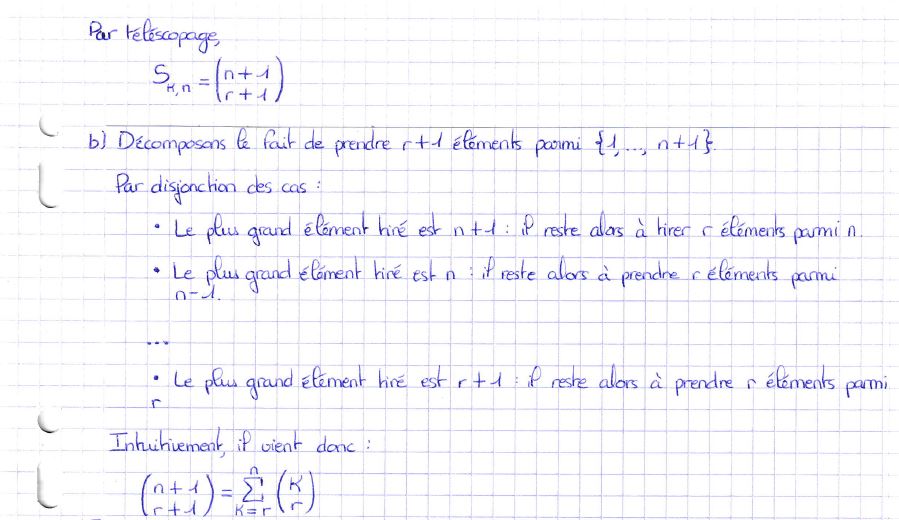 Par téléscopage,
S_{k,n} = \binom{n+1}{r+1}
b) Décomposons le fait de prendre r+1 éléments parmi {1, ..., n+1}.
Par disjonction des cas :
• Le plus grand élément tiré est n+1 : il reste alors à tirer r éléments parmi n.
• Le plus grand élément tiré est n : il reste alors à prendre r éléments parmi
n-1.
...
• Le plus grand élément tiré est r+1 : il reste alors à prendre r éléments parmi
r
Intuitivement, il vient donc :
\binom{n+1}{r+1} = \sum_{k=r}^{n} \binom{k}{r}